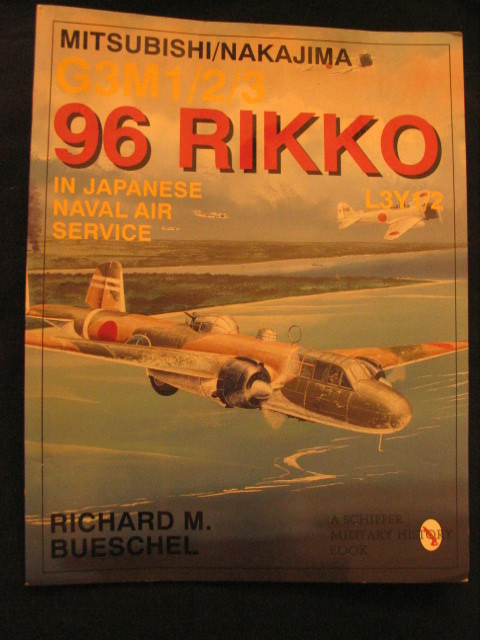 MITSUBISHI/NAKAJIMA
G3M1/2/3
96 RIKKO
IN JAPANESE
NAVAL AIR
SERVICE
L3Y1/2
RICHARD M.
BUESCHEL
A SCHIFFER
MILITARY HISTORY
BOOK